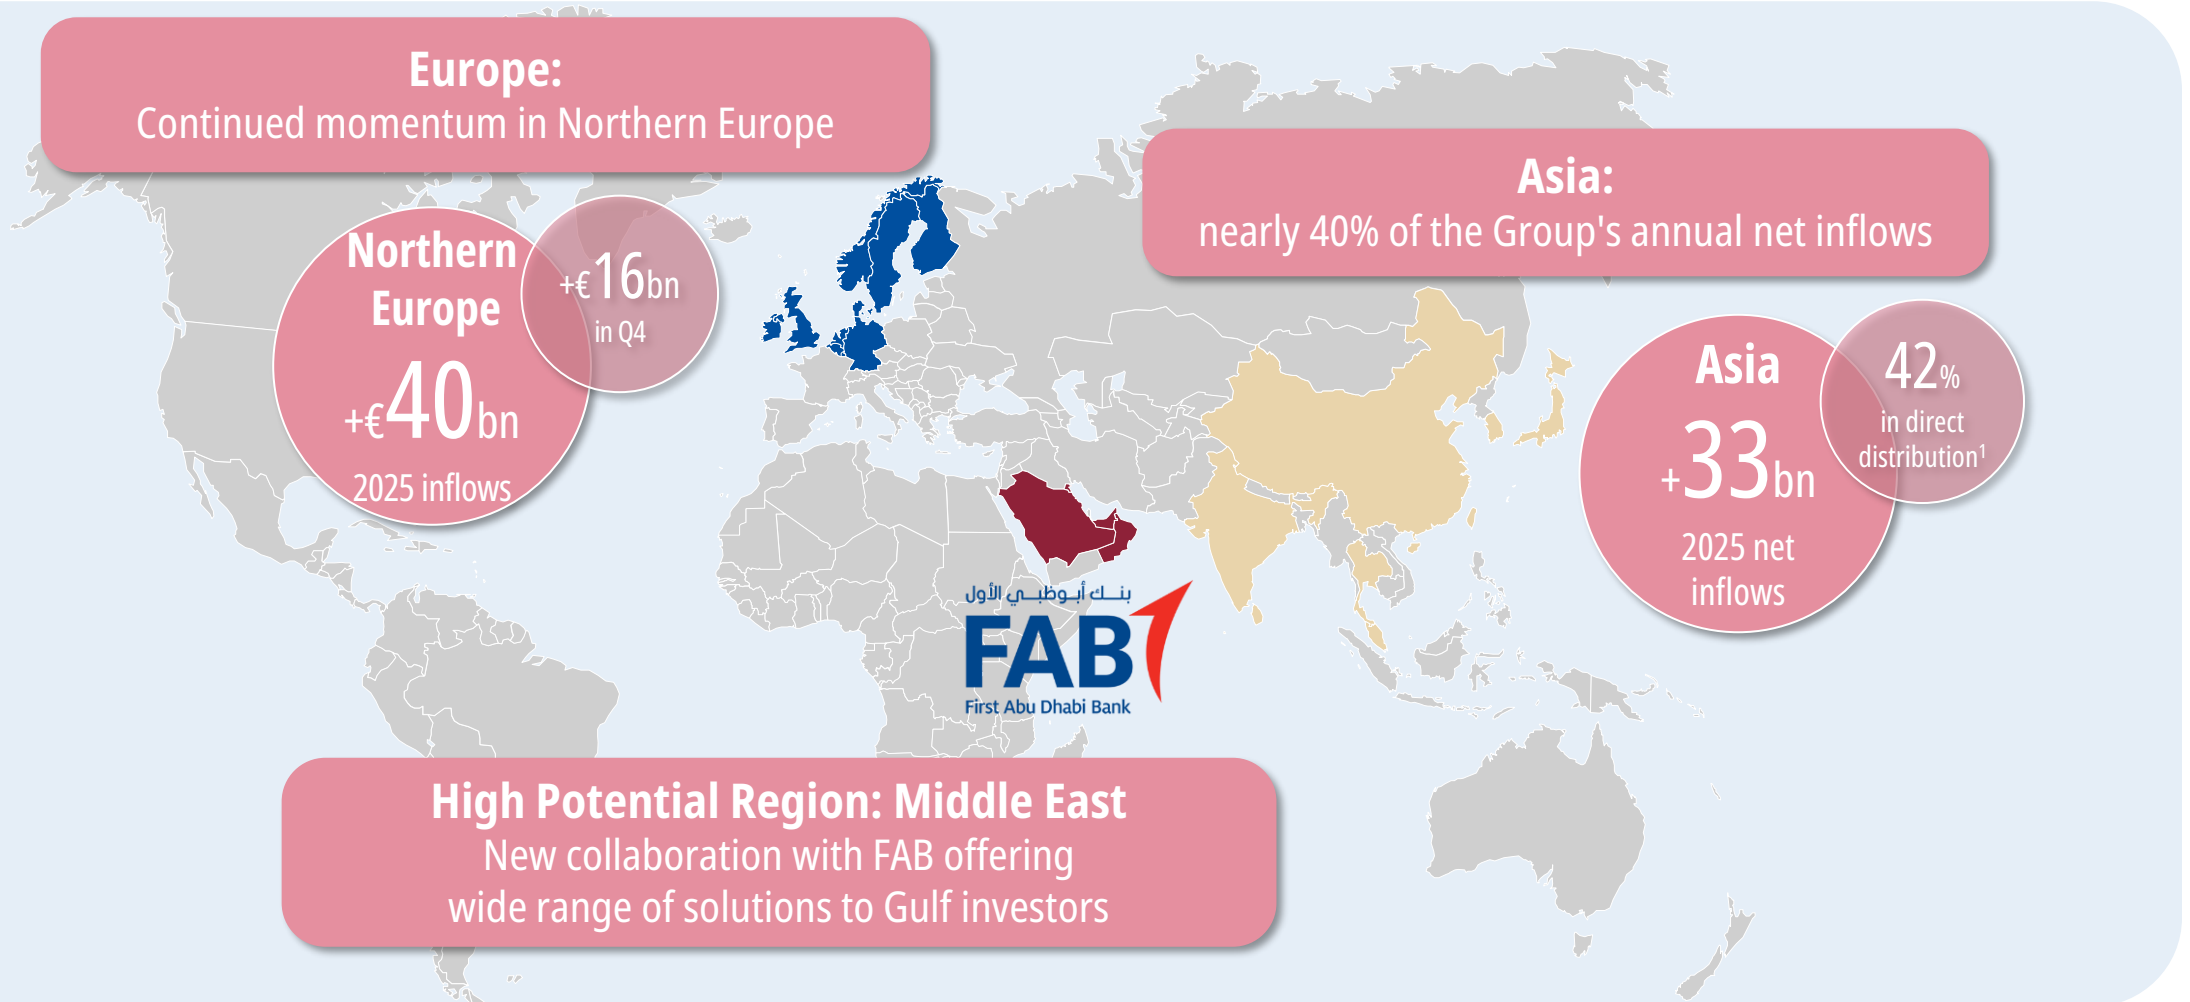 Europe:
Continued momentum in Northern Europe
Northern
Europe
+€40bn
2025 inflows
+€16bn
in Q4
Asia:
nearly 40% of the Group's annual net inflows
Asia
+33bn
2025 net
inflows
42%
in direct
distribution¹
بنك أبوظبي الأول
FAB
First Abu Dhabi Bank
High Potential Region: Middle East
New collaboration with FAB offering
wide range of solutions to Gulf investors